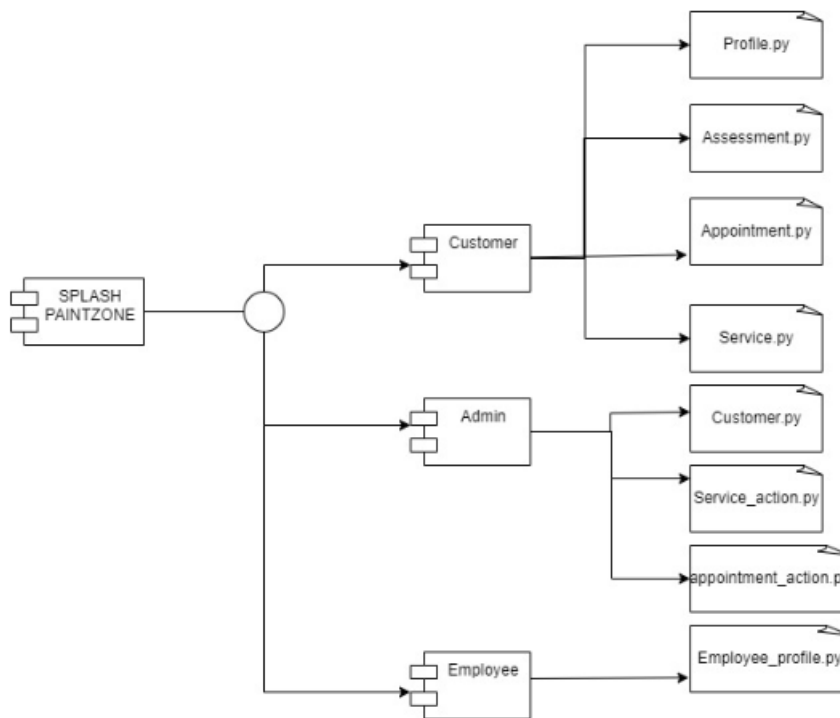 Profile.py
Assessment.py
Customer
Appointment.py
SPLASH
PAINTZONE
Service.py
Admin
Customer.py
Service_action.py
appointment_action.p
Employee
Employee_profile.py